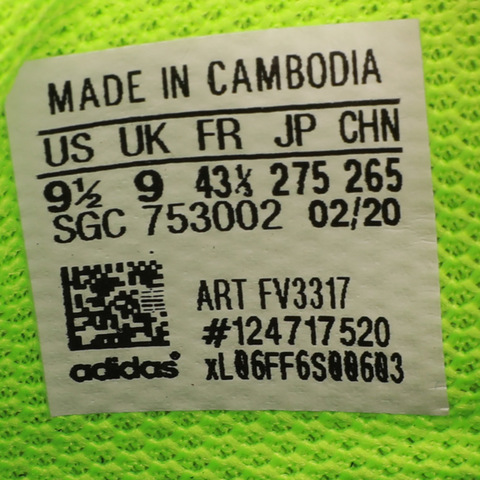 MADE IN CAMBODIA
US UK FR JP CHN
9½ 9 43⅓ 275 265
SGC 753002 02/20
ART FV3317
#124717520
adidas® xL06FF6S00603